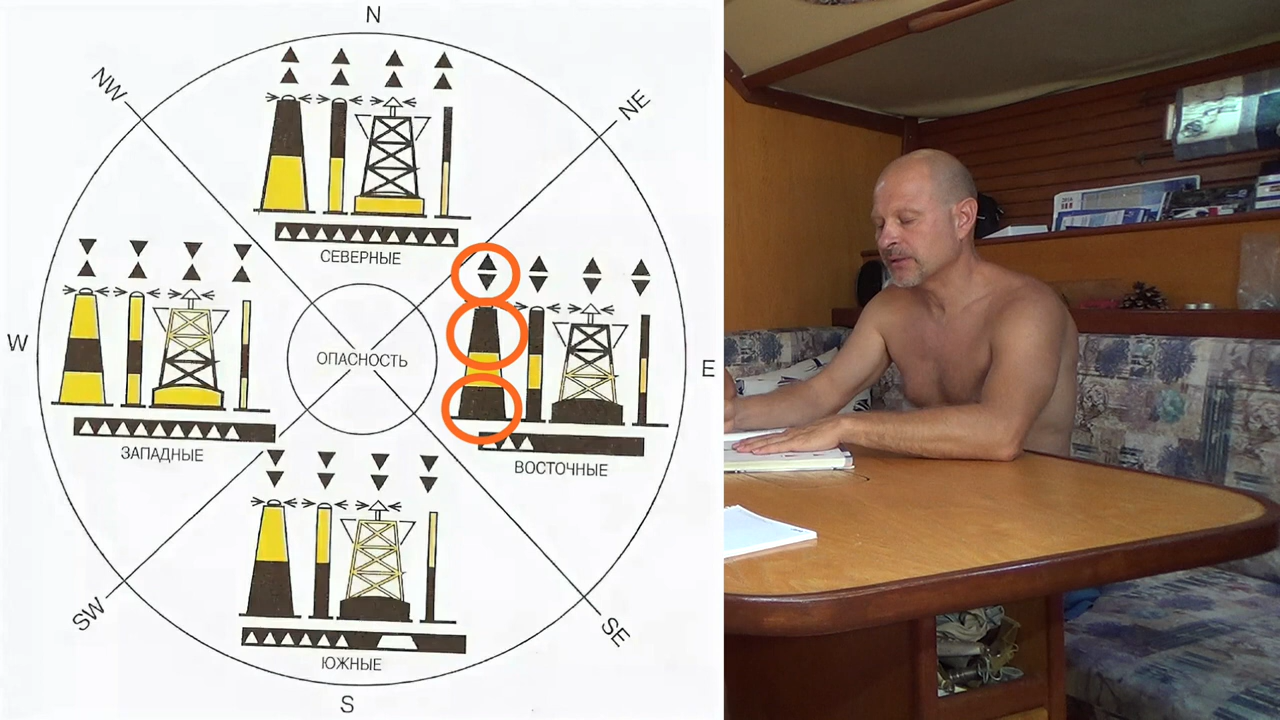 N
NW
NE
СЕВЕРНЫЕ
W
ОПАСНОСТЬ
E
ЗАПАДНЫЕ
ВОСТОЧНЫЕ
SW
SE
ЮЖНЫЕ
S